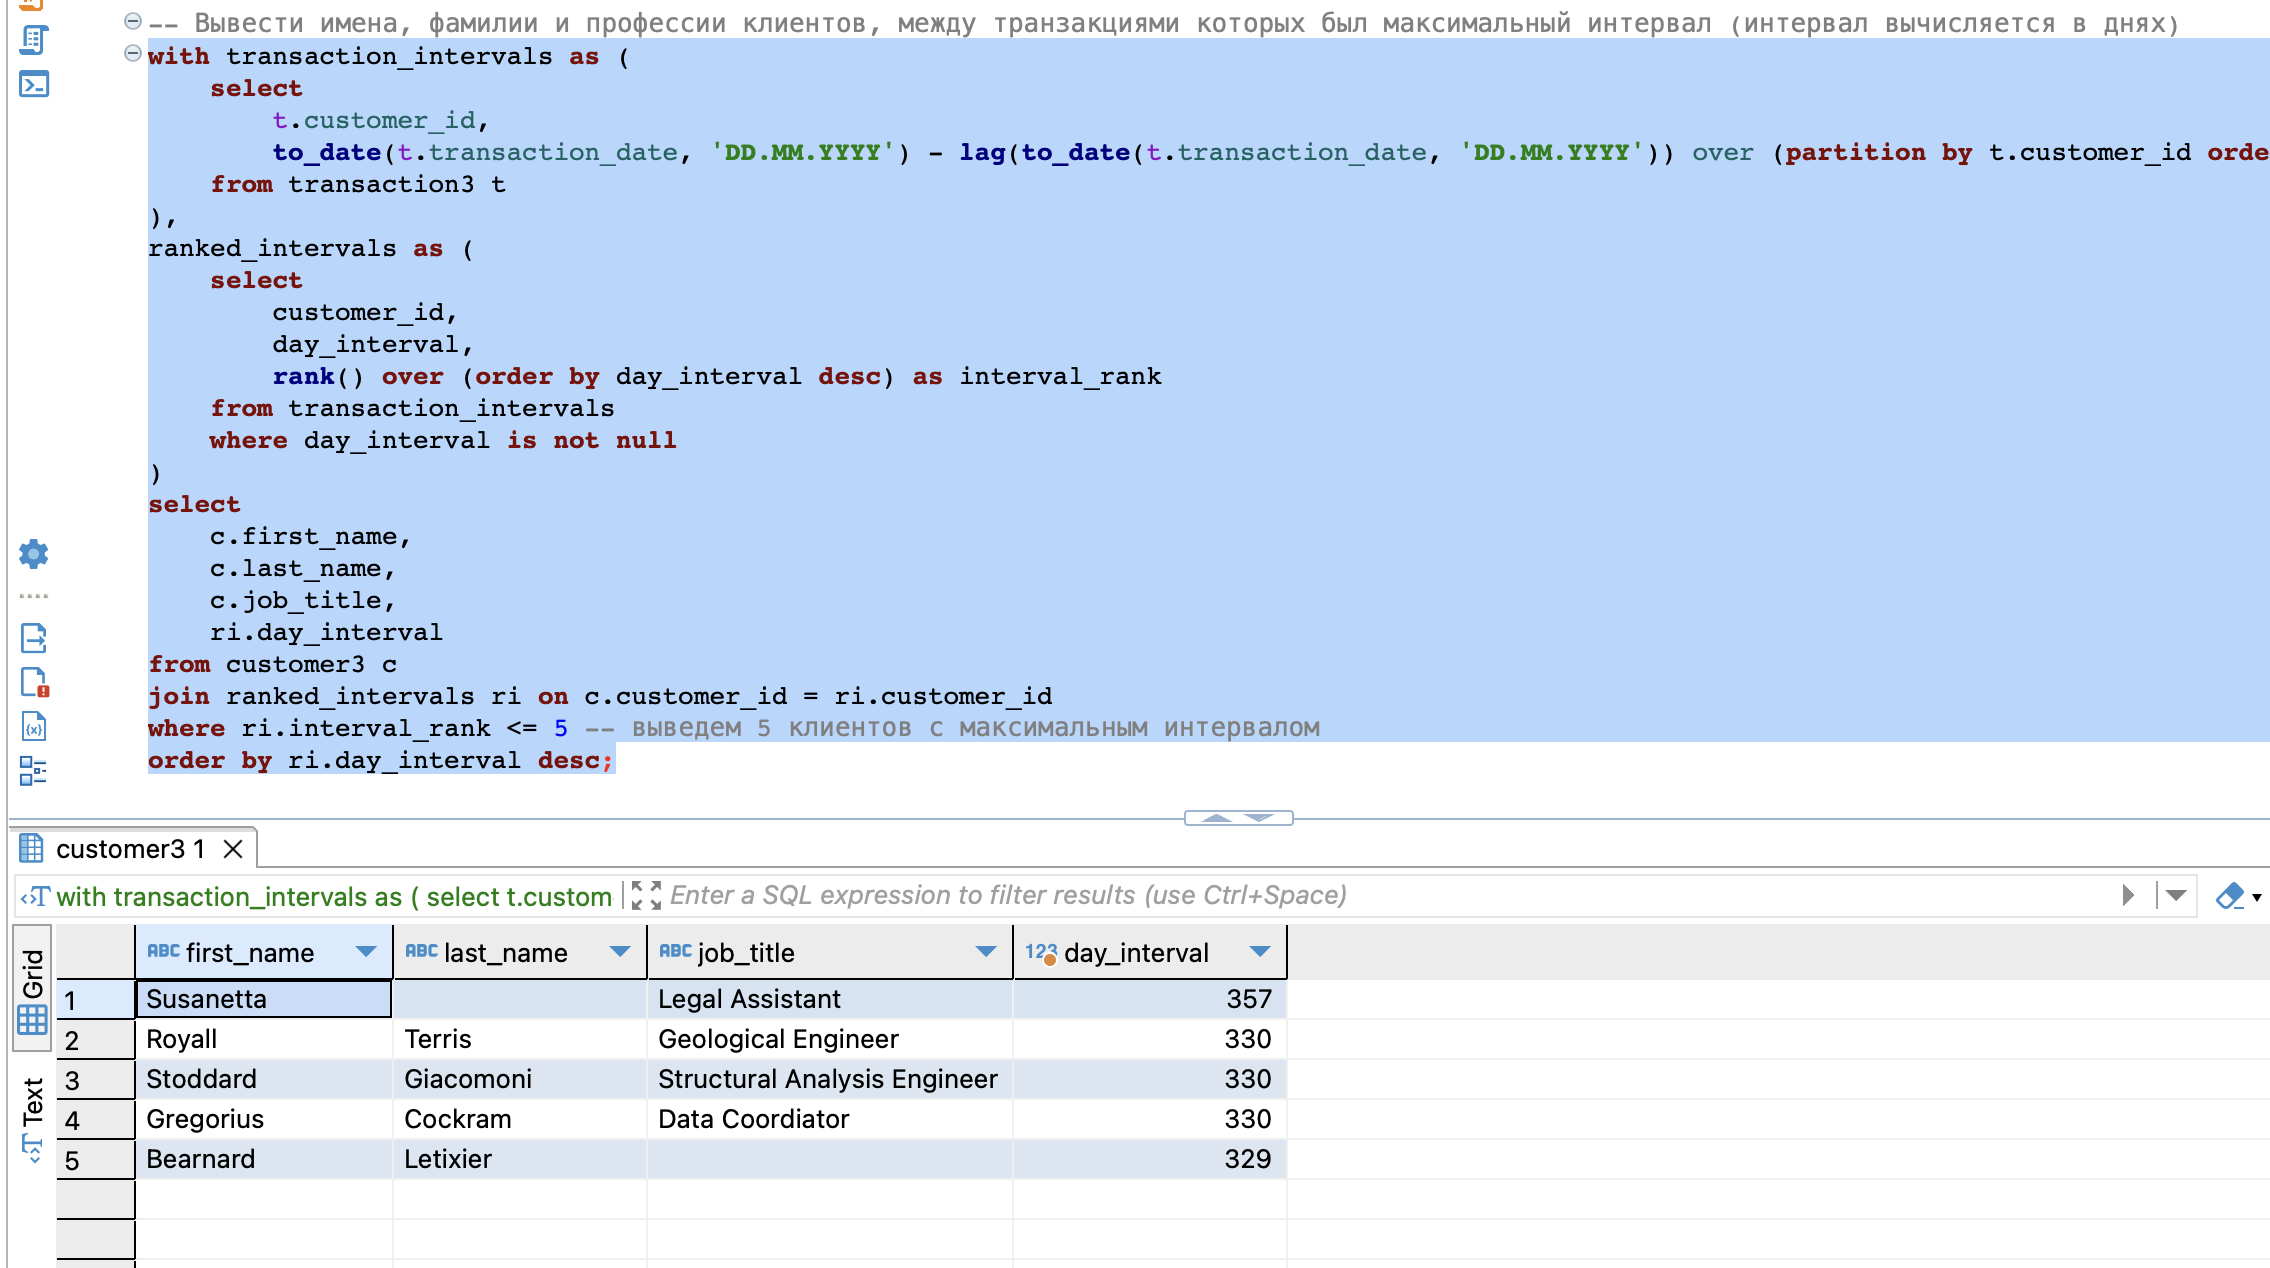 -- Вывести имена, фамилии и профессии клиентов, между транзакциями которых был максимальный интервал (интервал вычисляется в днях)
with transaction_intervals as (
select
t.customer_id,
to_date(t.transaction_date, 'DD.MM.YYYY') - lag(to_date(t.transaction_date, 'DD.MM.YYYY')) over (partition by t.customer_id orde
from transaction3 t
),
ranked_intervals as (
select
customer_id,
day_interval,
rank() over (order by day_interval desc) as interval_rank
from transaction_intervals
where day_interval is not null
)
select
c.first_name,
c.last_name,
c.job_title,
ri.day_interval
from customer3 c
join ranked_intervals ri on c.customer_id = ri.customer_id
where ri.interval_rank <= 5 -- выведем 5 клиентов с максимальным интервалом
order by ri.day_interval desc;
customer3 1
with transaction_intervals as ( select t.custom Enter a SQL expression to filter results (use Ctrl+Space)
Grid
Text
ABC first_name ABC last_name ABC job_title 123 day_interval
1 Susanetta Legal Assistant 357
2 Royall Terris Geological Engineer 330
3 Stoddard Giacomoni Structural Analysis Engineer 330
4 Gregorius Cockram Data Coordiator 330
5 Bearnard Letixier 329